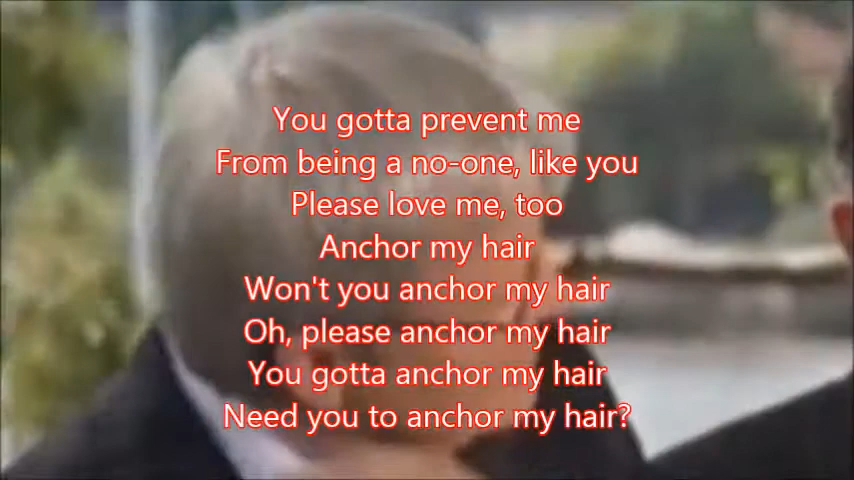 You gotta prevent me
From being a no-one, like you
Please love me, too
Anchor my hair
Won't you anchor my hair
Oh, please anchor my hair
You gotta anchor my hair
Need you to anchor my hair?